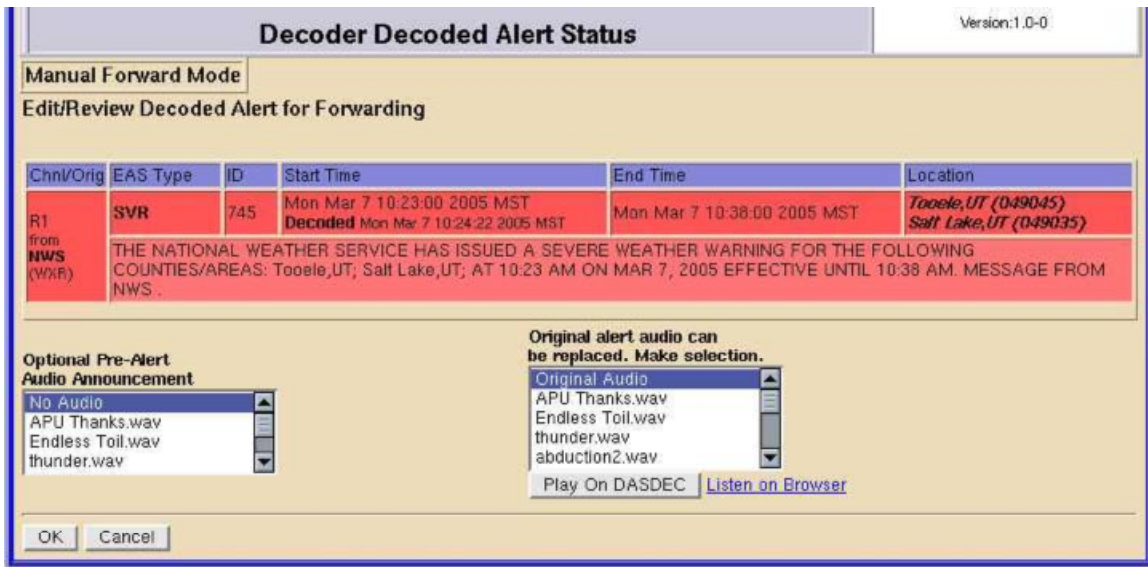 Decoder Decoded Alert Status
Version:1.0-0
Manual Forward Mode
Edit/Review Decoded Alert for Forwarding
Chnl/Orig EAS Type ID Start Time End Time Location
R1
from
NWS
(WXR)
SVR 745
Mon Mar 7 10:23:00 2005 MST
Decoded Mon Mar 7 10:24:22 2005 MST
Mon Mar 7 10:38:00 2005 MST
Tooele,UT (049045)
Salt Lake,UT (049035)
THE NATIONAL WEATHER SERVICE HAS ISSUED A SEVERE WEATHER WARNING FOR THE FOLLOWING
COUNTIES/AREAS: Tooele,UT; Salt Lake,UT; AT 10:23 AM ON MAR 7, 2005 EFFECTIVE UNTIL 10:38 AM. MESSAGE FROM
NWS .
Optional Pre-Alert
Audio Announcement
No Audio
APU Thanks.wav
Endless Toil.wav
thunder.wav
Original alert audio can
be replaced. Make selection.
Original Audio
APU Thanks.wav
Endless Toil.wav
thunder.wav
abduction2.wav
Play On DASDEC Listen on Browser
OK Cancel